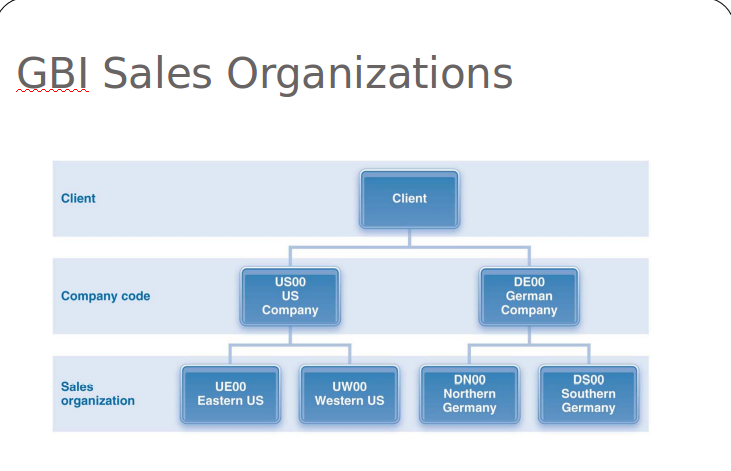 GBI Sales Organizations
Client
Client
Company code
US00
US
Company
DE00
German
Company
Sales
organization
UE00
Eastern US
UW00
Western US
DN00
Northern
Germany
DS00
Southern
Germany